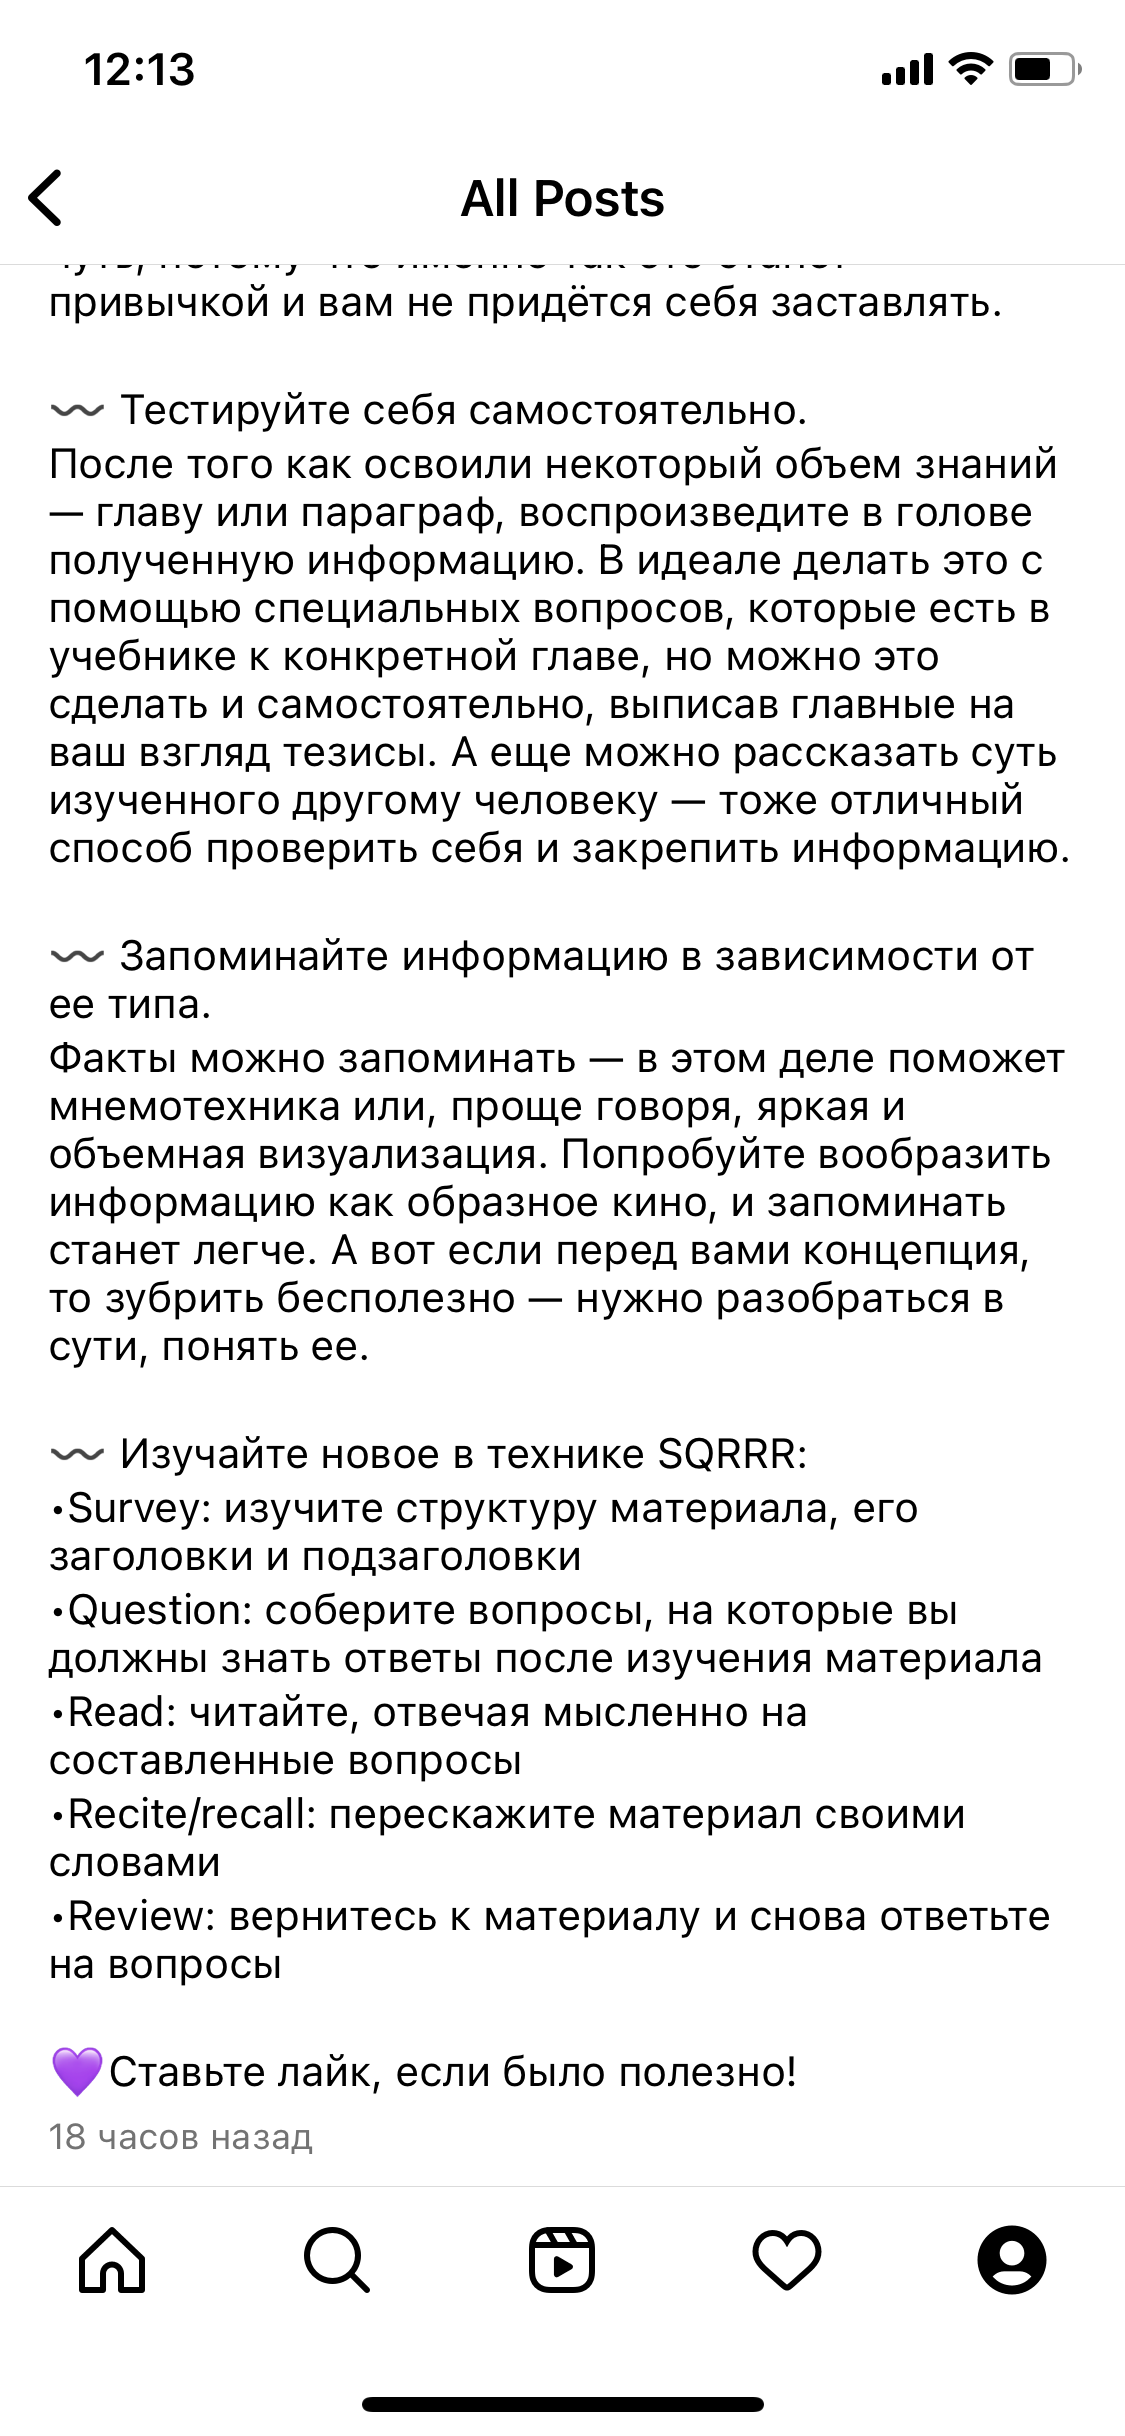 12:13
All Posts
привычкой и вам не придётся себя заставлять.
〰️ Тестируйте себя самостоятельно.
После того как освоили некоторый объем знаний
— главу или параграф, воспроизведите в голове
полученную информацию. В идеале делать это с
помощью специальных вопросов, которые есть в
учебнике к конкретной главе, но можно это
сделать и самостоятельно, выписав главные на
ваш взгляд тезисы. А еще можно рассказать суть
изученного другому человеку — тоже отличный
способ проверить себя и закрепить информацию.
〰️ Запоминайте информацию в зависимости от
ее типа.
Факты можно запоминать — в этом деле поможет
мнемотехника или, проще говоря, яркая и
объемная визуализация. Попробуйте вообразить
информацию как образное кино, и запоминать
станет легче. А вот если перед вами концепция,
то зубрить бесполезно — нужно разобраться в
сути, понять ее.
〰️ Изучайте новое в технике SQRRR:
•Survey: изучите структуру материала, его
заголовки и подзаголовки
•Question: соберите вопросы, на которые вы
должны знать ответы после изучения материала
•Read: читайте, отвечая мысленно на
составленные вопросы
•Recite/recall: перескажите материал своими
словами
•Review: вернитесь к материалу и снова ответьте
на вопросы
💜Ставьте лайк, если было полезно!
18 часов назад